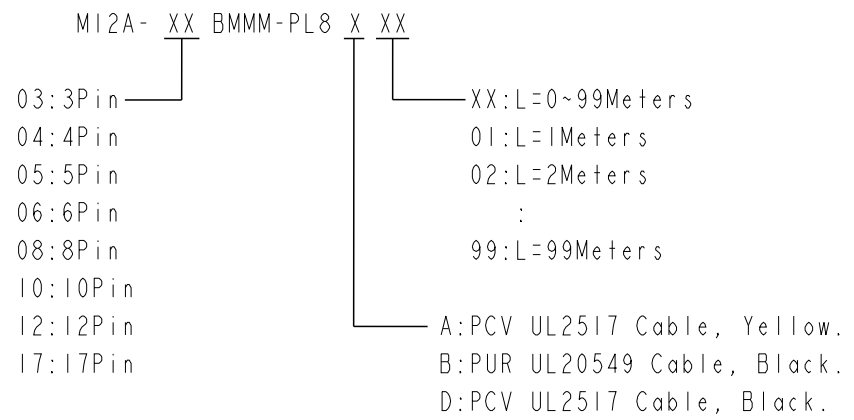 M12A- XX BMMM-PL8 X XX
03:3Pin
04:4Pin
05:5Pin
06:6Pin
08:8Pin
10:10Pin
12:12Pin
17:17Pin
XX:L=0~99Meters
01:L=1Meters
02:L=2Meters
:
99:L=99Meters
A:PCV UL2517 Cable, Yellow.
B:PUR UL20549 Cable, Black.
D:PCV UL2517 Cable, Black.